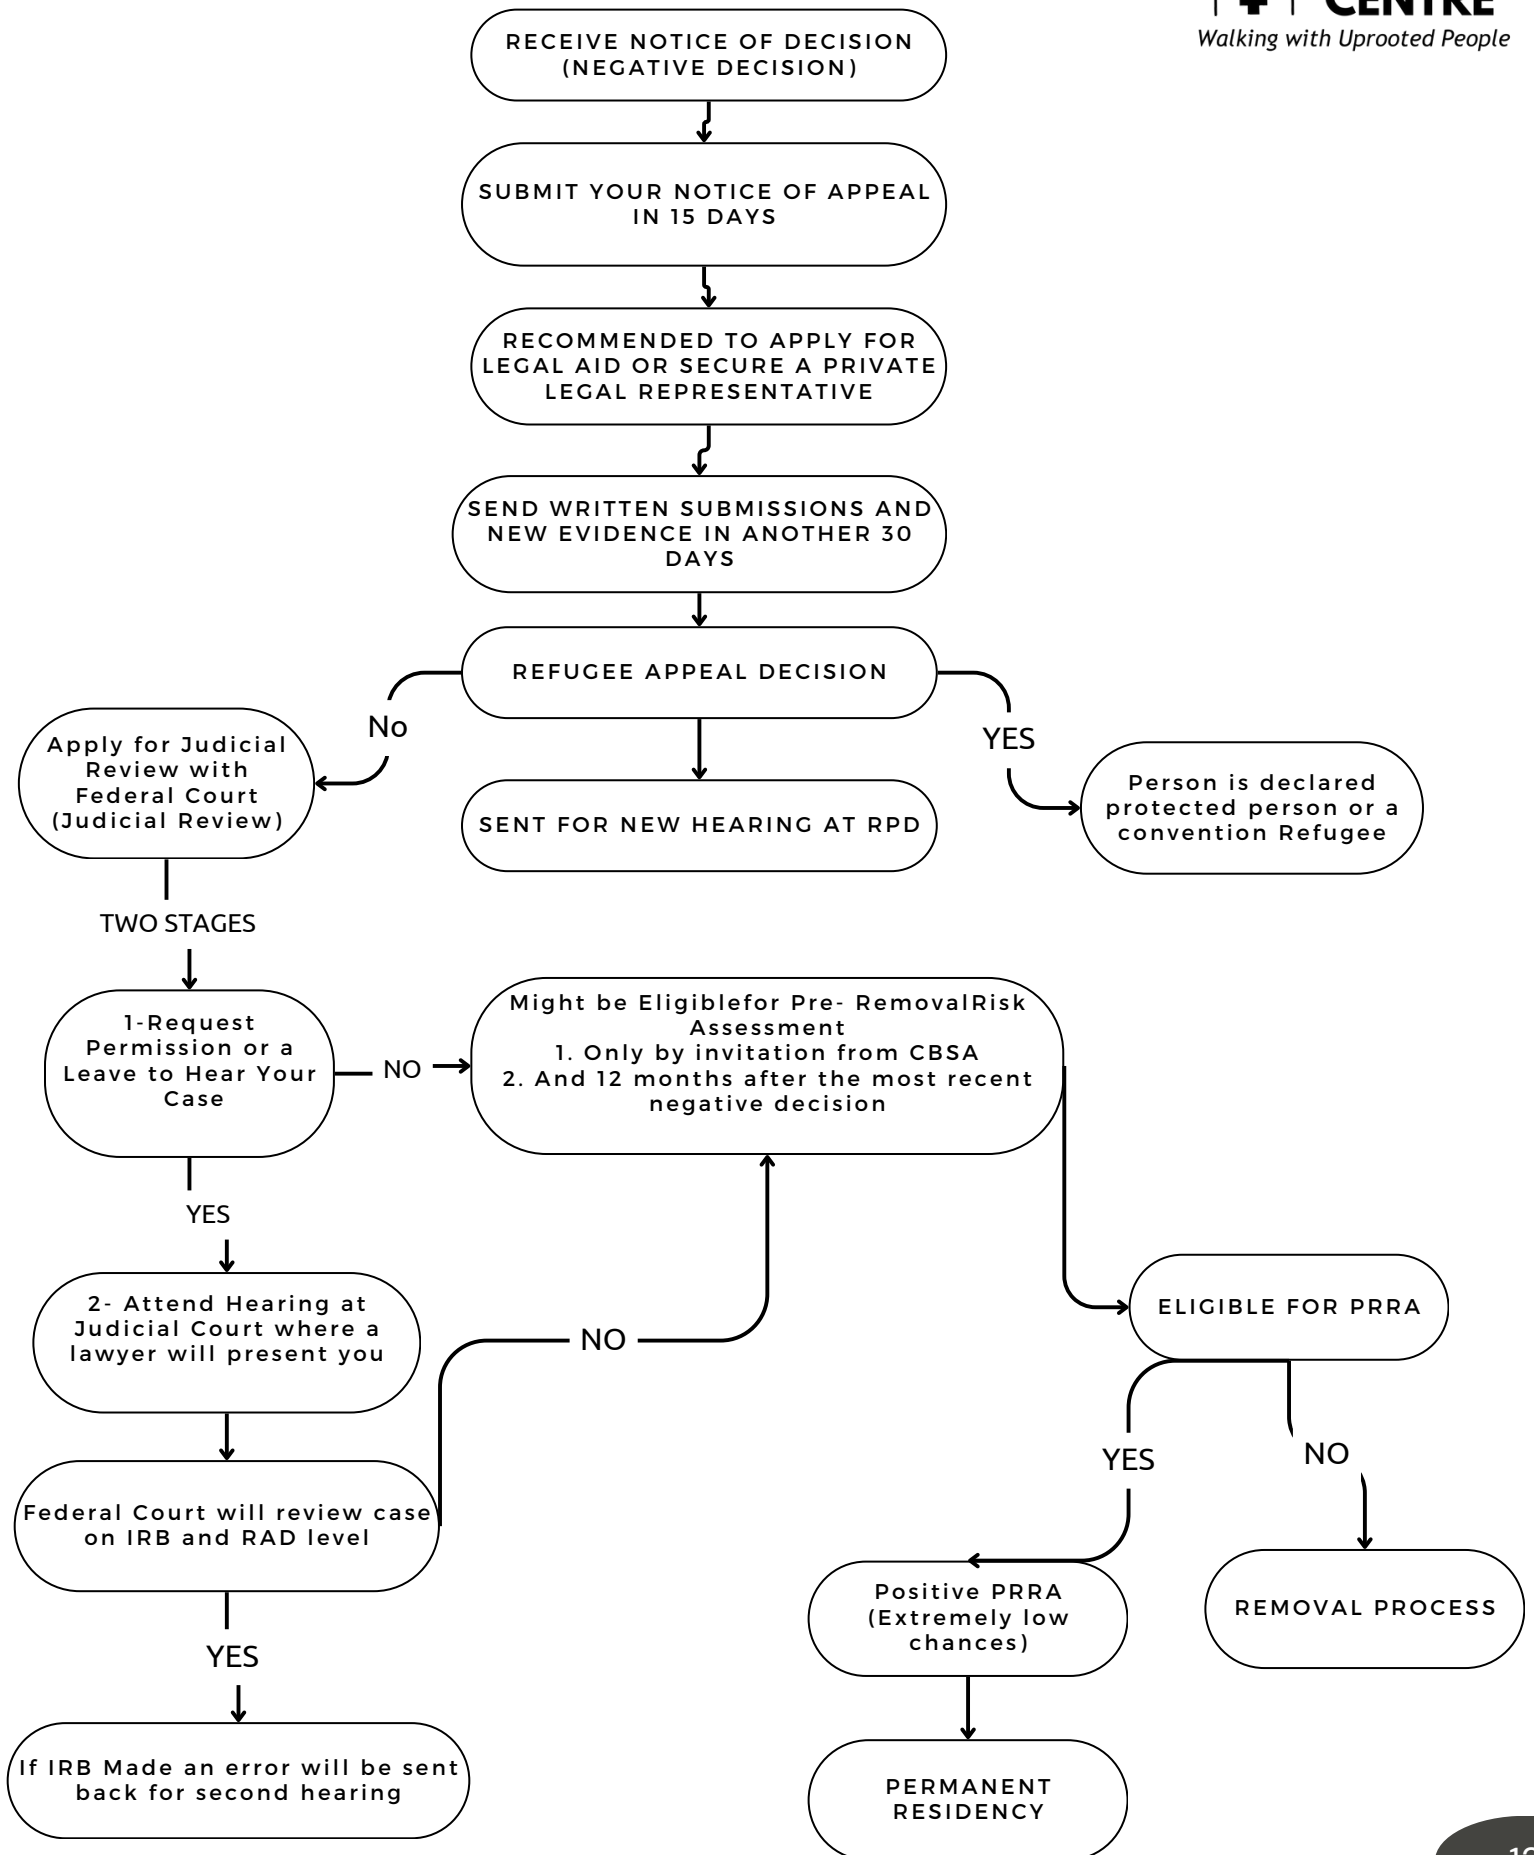 CENTRE
Walking with Uprooted People
RECEIVE NOTICE OF DECISION
(NEGATIVE DECISION)
SUBMIT YOUR NOTICE OF APPEAL
IN 15 DAYS
RECOMMENDED TO APPLY FOR
LEGAL AID OR SECURE A PRIVATE
LEGAL REPRESENTATIVE
SEND WRITTEN SUBMISSIONS AND
NEW EVIDENCE IN ANOTHER 30
DAYS
REFUGEE APPEAL DECISION
No
YES
Apply for Judicial
Review with
Federal Court
(Judicial Review)
SENT FOR NEW HEARING AT RPD
Person is declared
protected person or a
convention Refugee
TWO STAGES
1-Request
Permission or a
Leave to Hear Your
Case
NO
Might be Eligiblefor Pre- RemovalRisk
Assessment
1. Only by invitation from CBSA
2. And 12 months after the most recent
negative decision
YES
2- Attend Hearing at
Judicial Court where a
lawyer will present you
NO
ELIGIBLE FOR PRRA
Federal Court will review case
on IRB and RAD level
YES
NO
Positive PRRA
(Extremely low
chances)
REMOVAL PROCESS
YES
If IRB Made an error will be sent
back for second hearing
PERMANENT
RESIDENCY